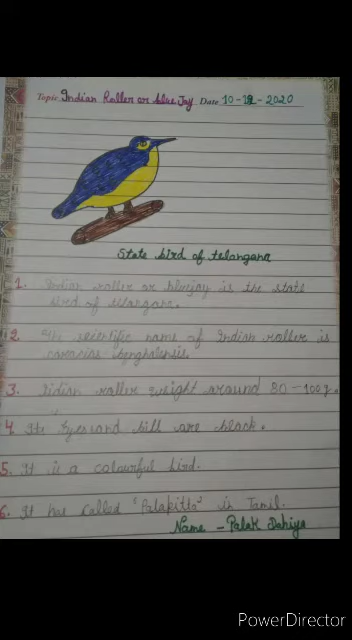 Topic Indian Roller or blue Jay Date 10-12-2020
State bird of telangana
1. Indian roller or bluejay is the state
bird of telangana.
2. The scientific name of Indian roller is
coracias benghalensis.
3. Indian roller weight around 80-100g.
4. Its Eyes and bill are black.
5. It is a colourful bird.
6. It has called "Palapitta" in Tamil.
Name - Palak Dahiya
PowerDirector